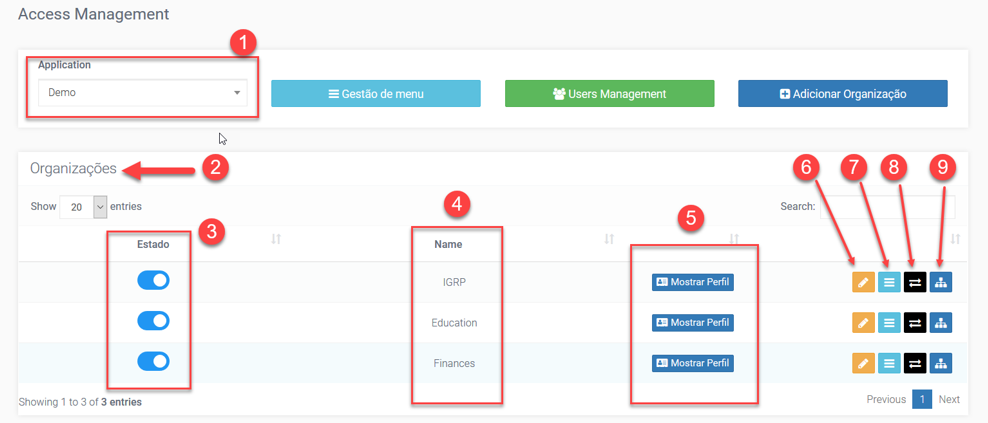 Access Management
1
Application
Demo
Gestão de menu
Users Management
Adicionar Organização
Organizações
2
6
7
8
9
Show 20 entries
Search:
3
4
5
Estado
Name
IGRP
Mostrar Perfil
Education
Mostrar Perfil
Finances
Mostrar Perfil
Showing 1 to 3 of 3 entries
Previous 1 Next